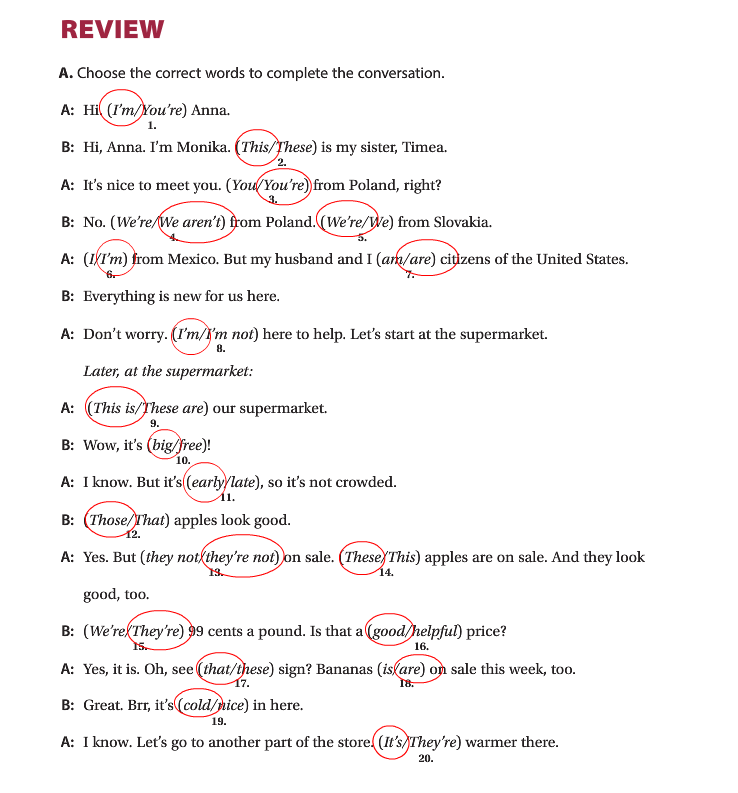 REVIEW
A. Choose the correct words to complete the conversation.
A: Hi. (I'm/You're) Anna.
1.
B: Hi, Anna. I'm Monika. (This/These) is my sister, Timea.
2.
A: It's nice to meet you. (You/You're) from Poland, right?
3.
B: No. (We're/We aren't) from Poland. (We're/We) from Slovakia.
4. 5.
A: (I/I'm) from Mexico. But my husband and I (am/are) citizens of the United States.
6. 7.
B: Everything is new for us here.
A: Don't worry. (I'm/I'm not) here to help. Let's start at the supermarket.
8.
Later, at the supermarket:
A: (This is/These are) our supermarket.
9.
B: Wow, it's (big/free)!
10.
A: I know. But it's (early/late), so it's not crowded.
11.
B: (Those/That) apples look good.
12.
A: Yes. But (they not/they're not) on sale. (These/This) apples are on sale. And they look
13. 14.
good, too.
B: (We're/They're) 99 cents a pound. Is that a (good/helpful) price?
15. 16.
A: Yes, it is. Oh, see (that/these) sign? Bananas (is/are) on sale this week, too.
17. 18.
B: Great. Brr, it's (cold/nice) in here.
19.
A: I know. Let's go to another part of the store. (It's/They're) warmer there.
20.